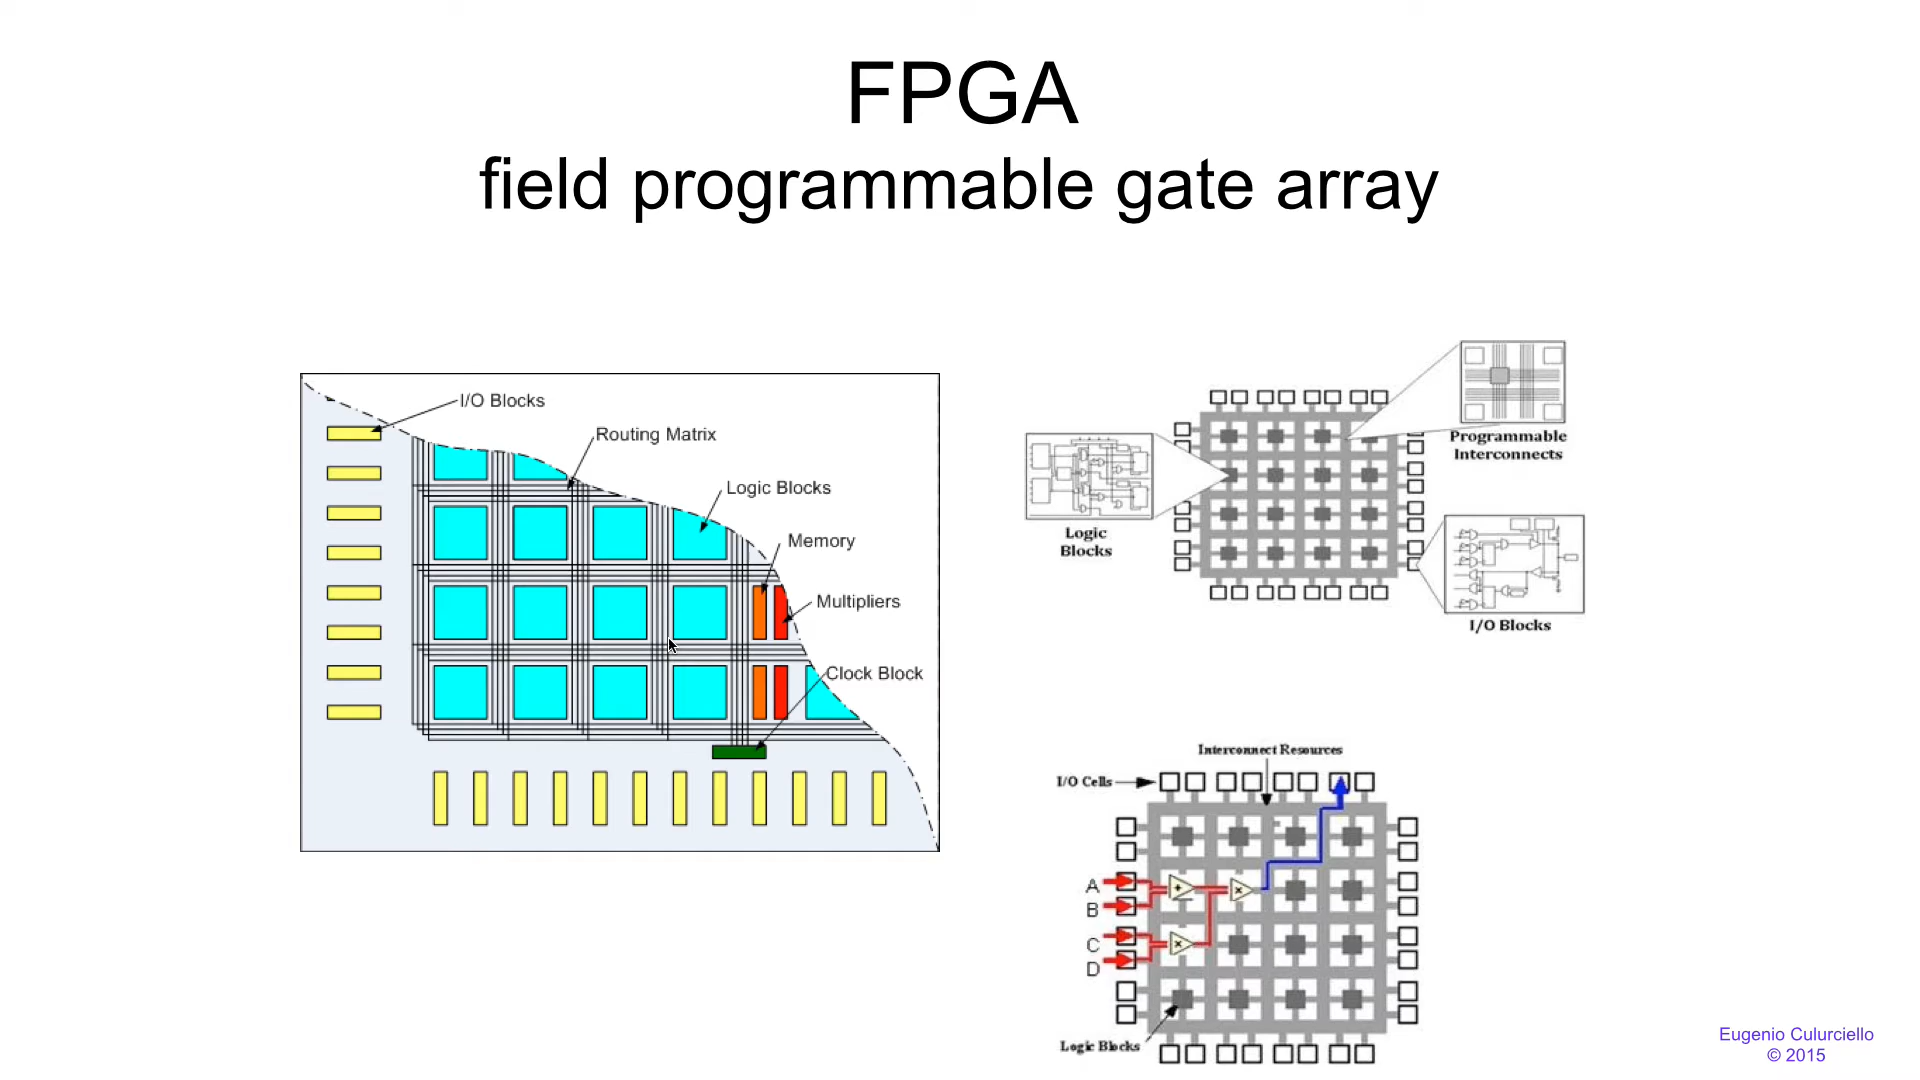 FPGA
field programmable gate array
I/O Blocks
Routing Matrix
Logic Blocks
Memory
Multipliers
Clock Block
Programmable
Interconnects
Logic
Blocks
I/O Blocks
Interconnect Resources
I/O Cells
A
B
C
D
+
x
x
Logic Blocks
Eugenio Culurciello
© 2015